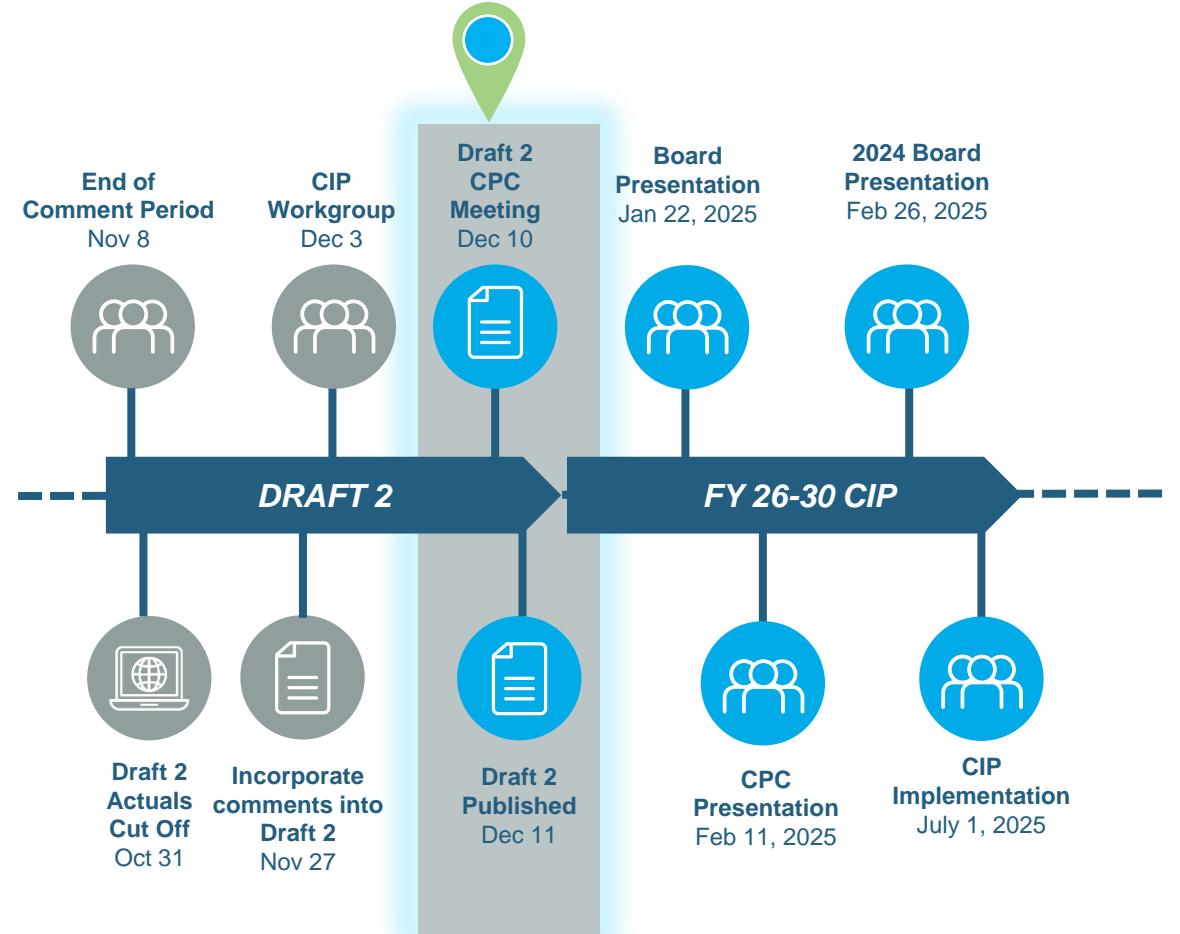 End of
Comment Period
Nov 8
CIP
Workgroup
Dec 3
Draft 2
CPC
Meeting
Dec 10
Board
Presentation
Jan 22, 2025
2024 Board
Presentation
Feb 26, 2025
DRAFT 2
FY 26-30 CIP
Draft 2
Actuals
Cut Off
Oct 31
Incorporate
comments into
Draft 2
Nov 27
Draft 2
Published
Dec 11
CPC
Presentation
Feb 11, 2025
CIP
Implementation
July 1, 2025